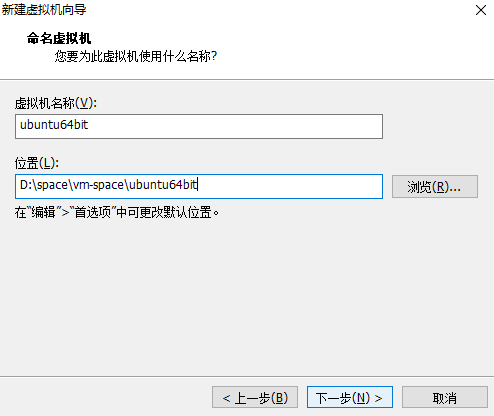 新建虚拟机向导
命名虚拟机
您要为此虚拟机使用什么名称?
虚拟机名称(V):
ubuntu64bit
位置(L):
D:\space\vm-space\ubuntu64bit
浏览(R)...
在“编辑”>“首选项”中可更改默认位置。
< 上一步(B)
下一步(N) >
取消